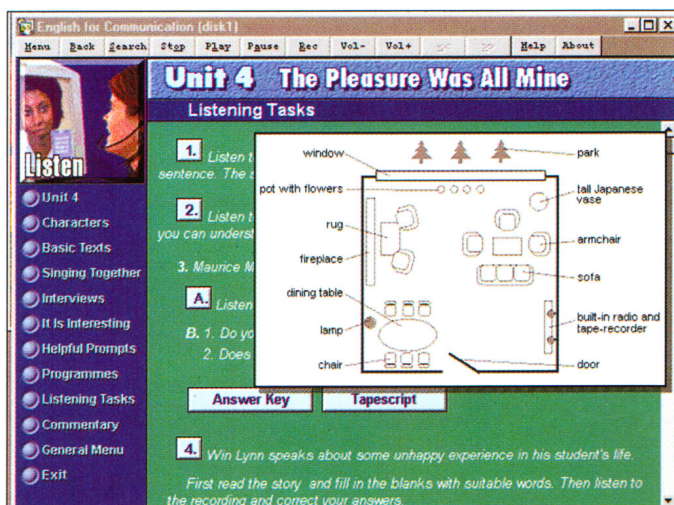 English for Communication (disk1)
Menu Back Search Stop Play Pause Rec Vol- Vol+ << >> Help About
Listen
Unit 4 The Pleasure Was All Mine
Listening Tasks
Unit 4
Characters
Basic Texts
Singing Together
Interviews
It Is Interesting
Helpful Prompts
Programmes
Listening Tasks
Commentary
General Menu
Exit
1. Listen
sentence. The
2. Listen
you can underst
3. Maurice
A. Listen
B. 1. Do you
2. Does
window
pot with flowers
rug
fireplace
dining table
lamp
chair
park
tall Japanese
vase
armchair
sofa
built-in radio and
tape-recorder
door
Answer Key Tapescript
4. Win Lynn speaks about some unhappy experience in his student's life.
First read the story and fill in the blanks with suitable words. Then listen to
the recording and correct your answers.